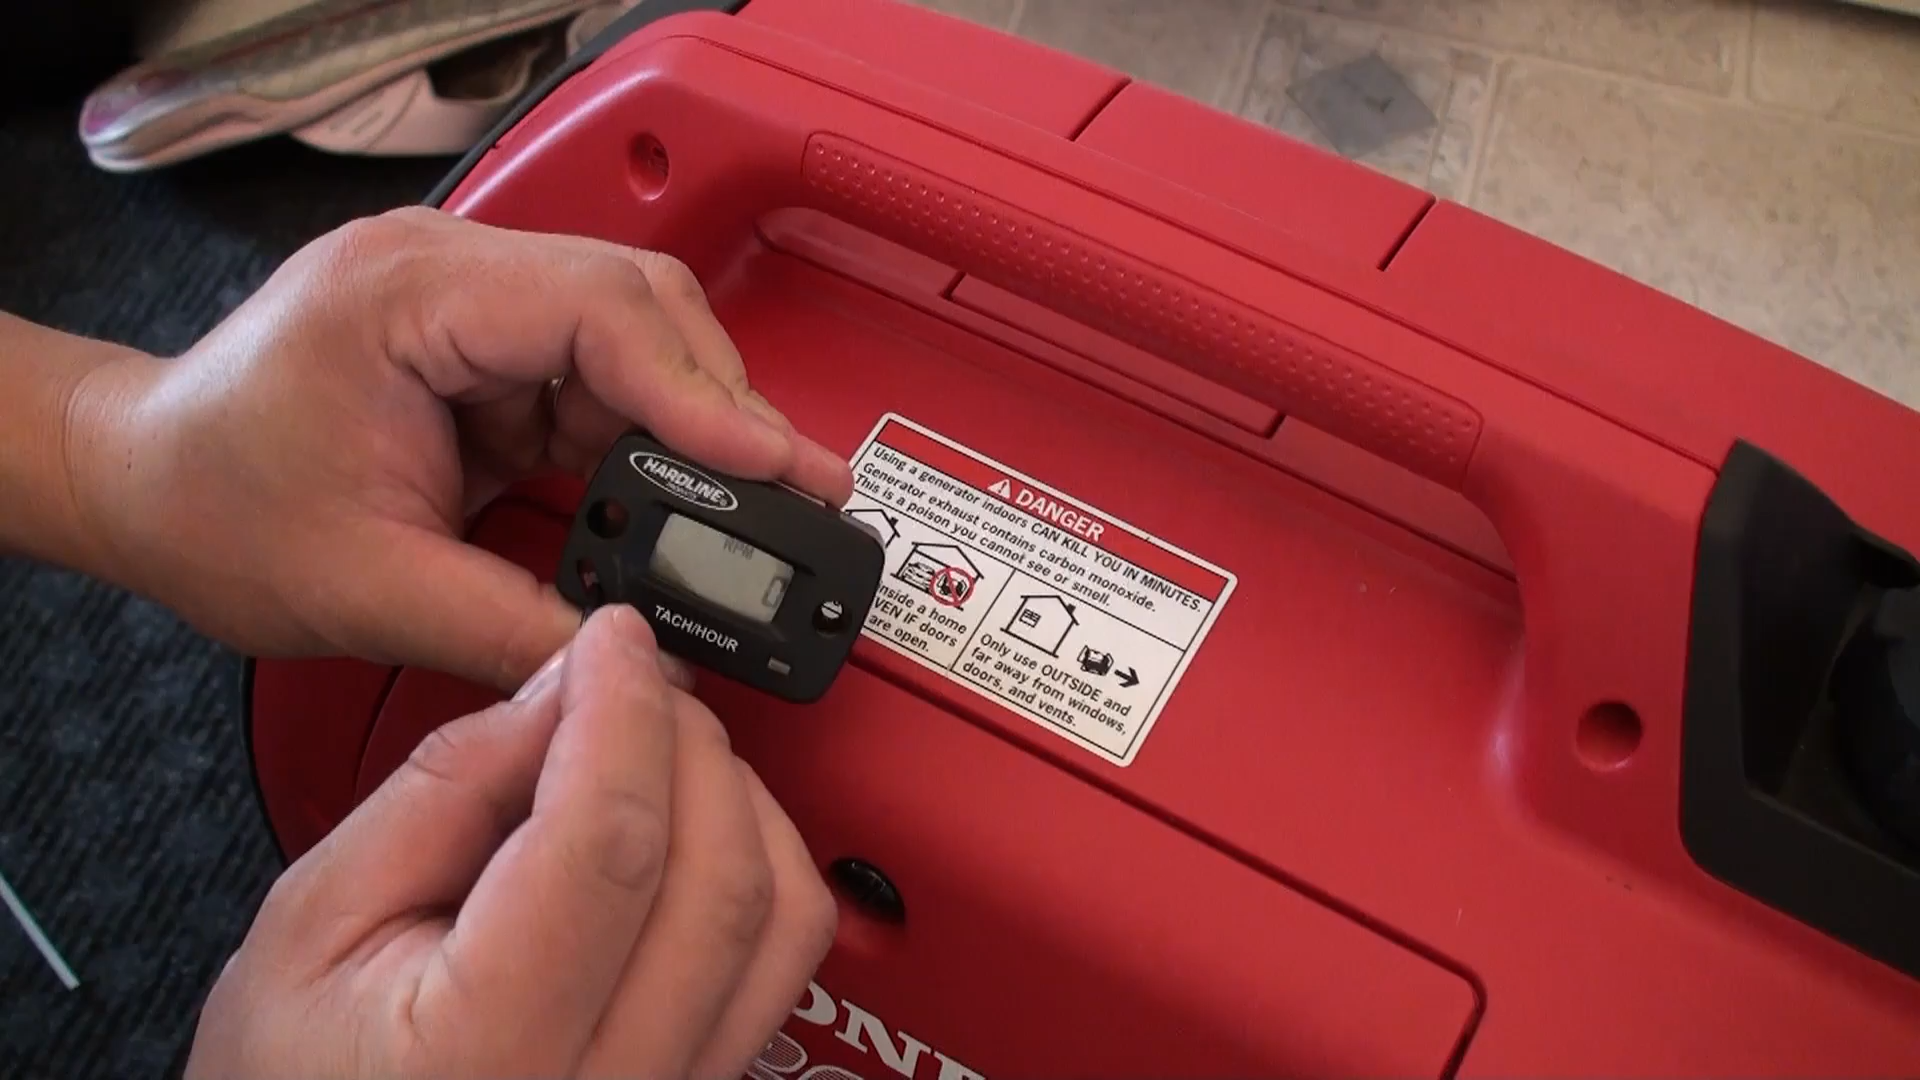 HARDLINE
PRODUCTS
RPM
0
TACH/HOUR
DANGER
Using a generator indoors CAN KILL YOU IN MINUTES.
Generator exhaust contains carbon monoxide.
This is a poison you cannot see or smell.
inside a home
EVEN IF doors
are open.
Only use OUTSIDE and
far away from windows,
doors, and vents.